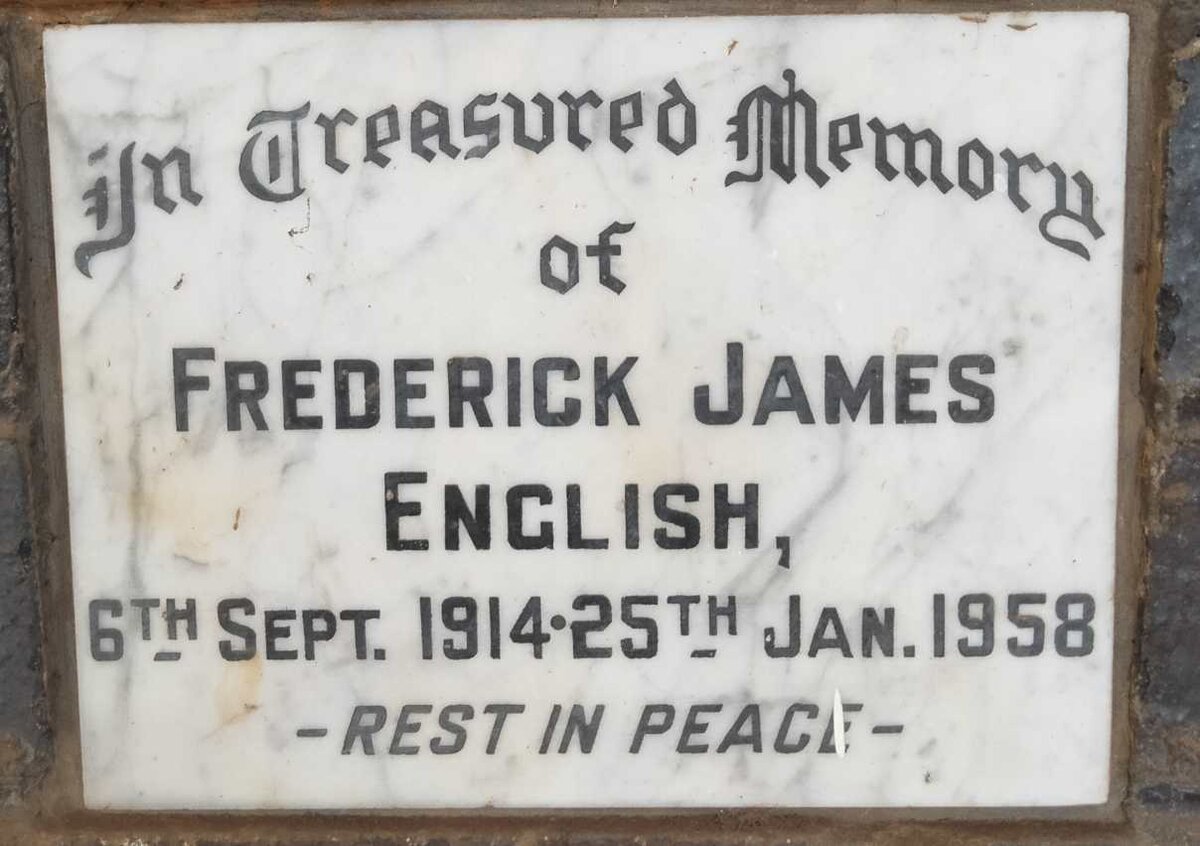 In Treasured Memory
of
FREDERICK JAMES
ENGLISH,
6TH SEPT. 1914·25TH JAN. 1958
-REST IN PEACE-